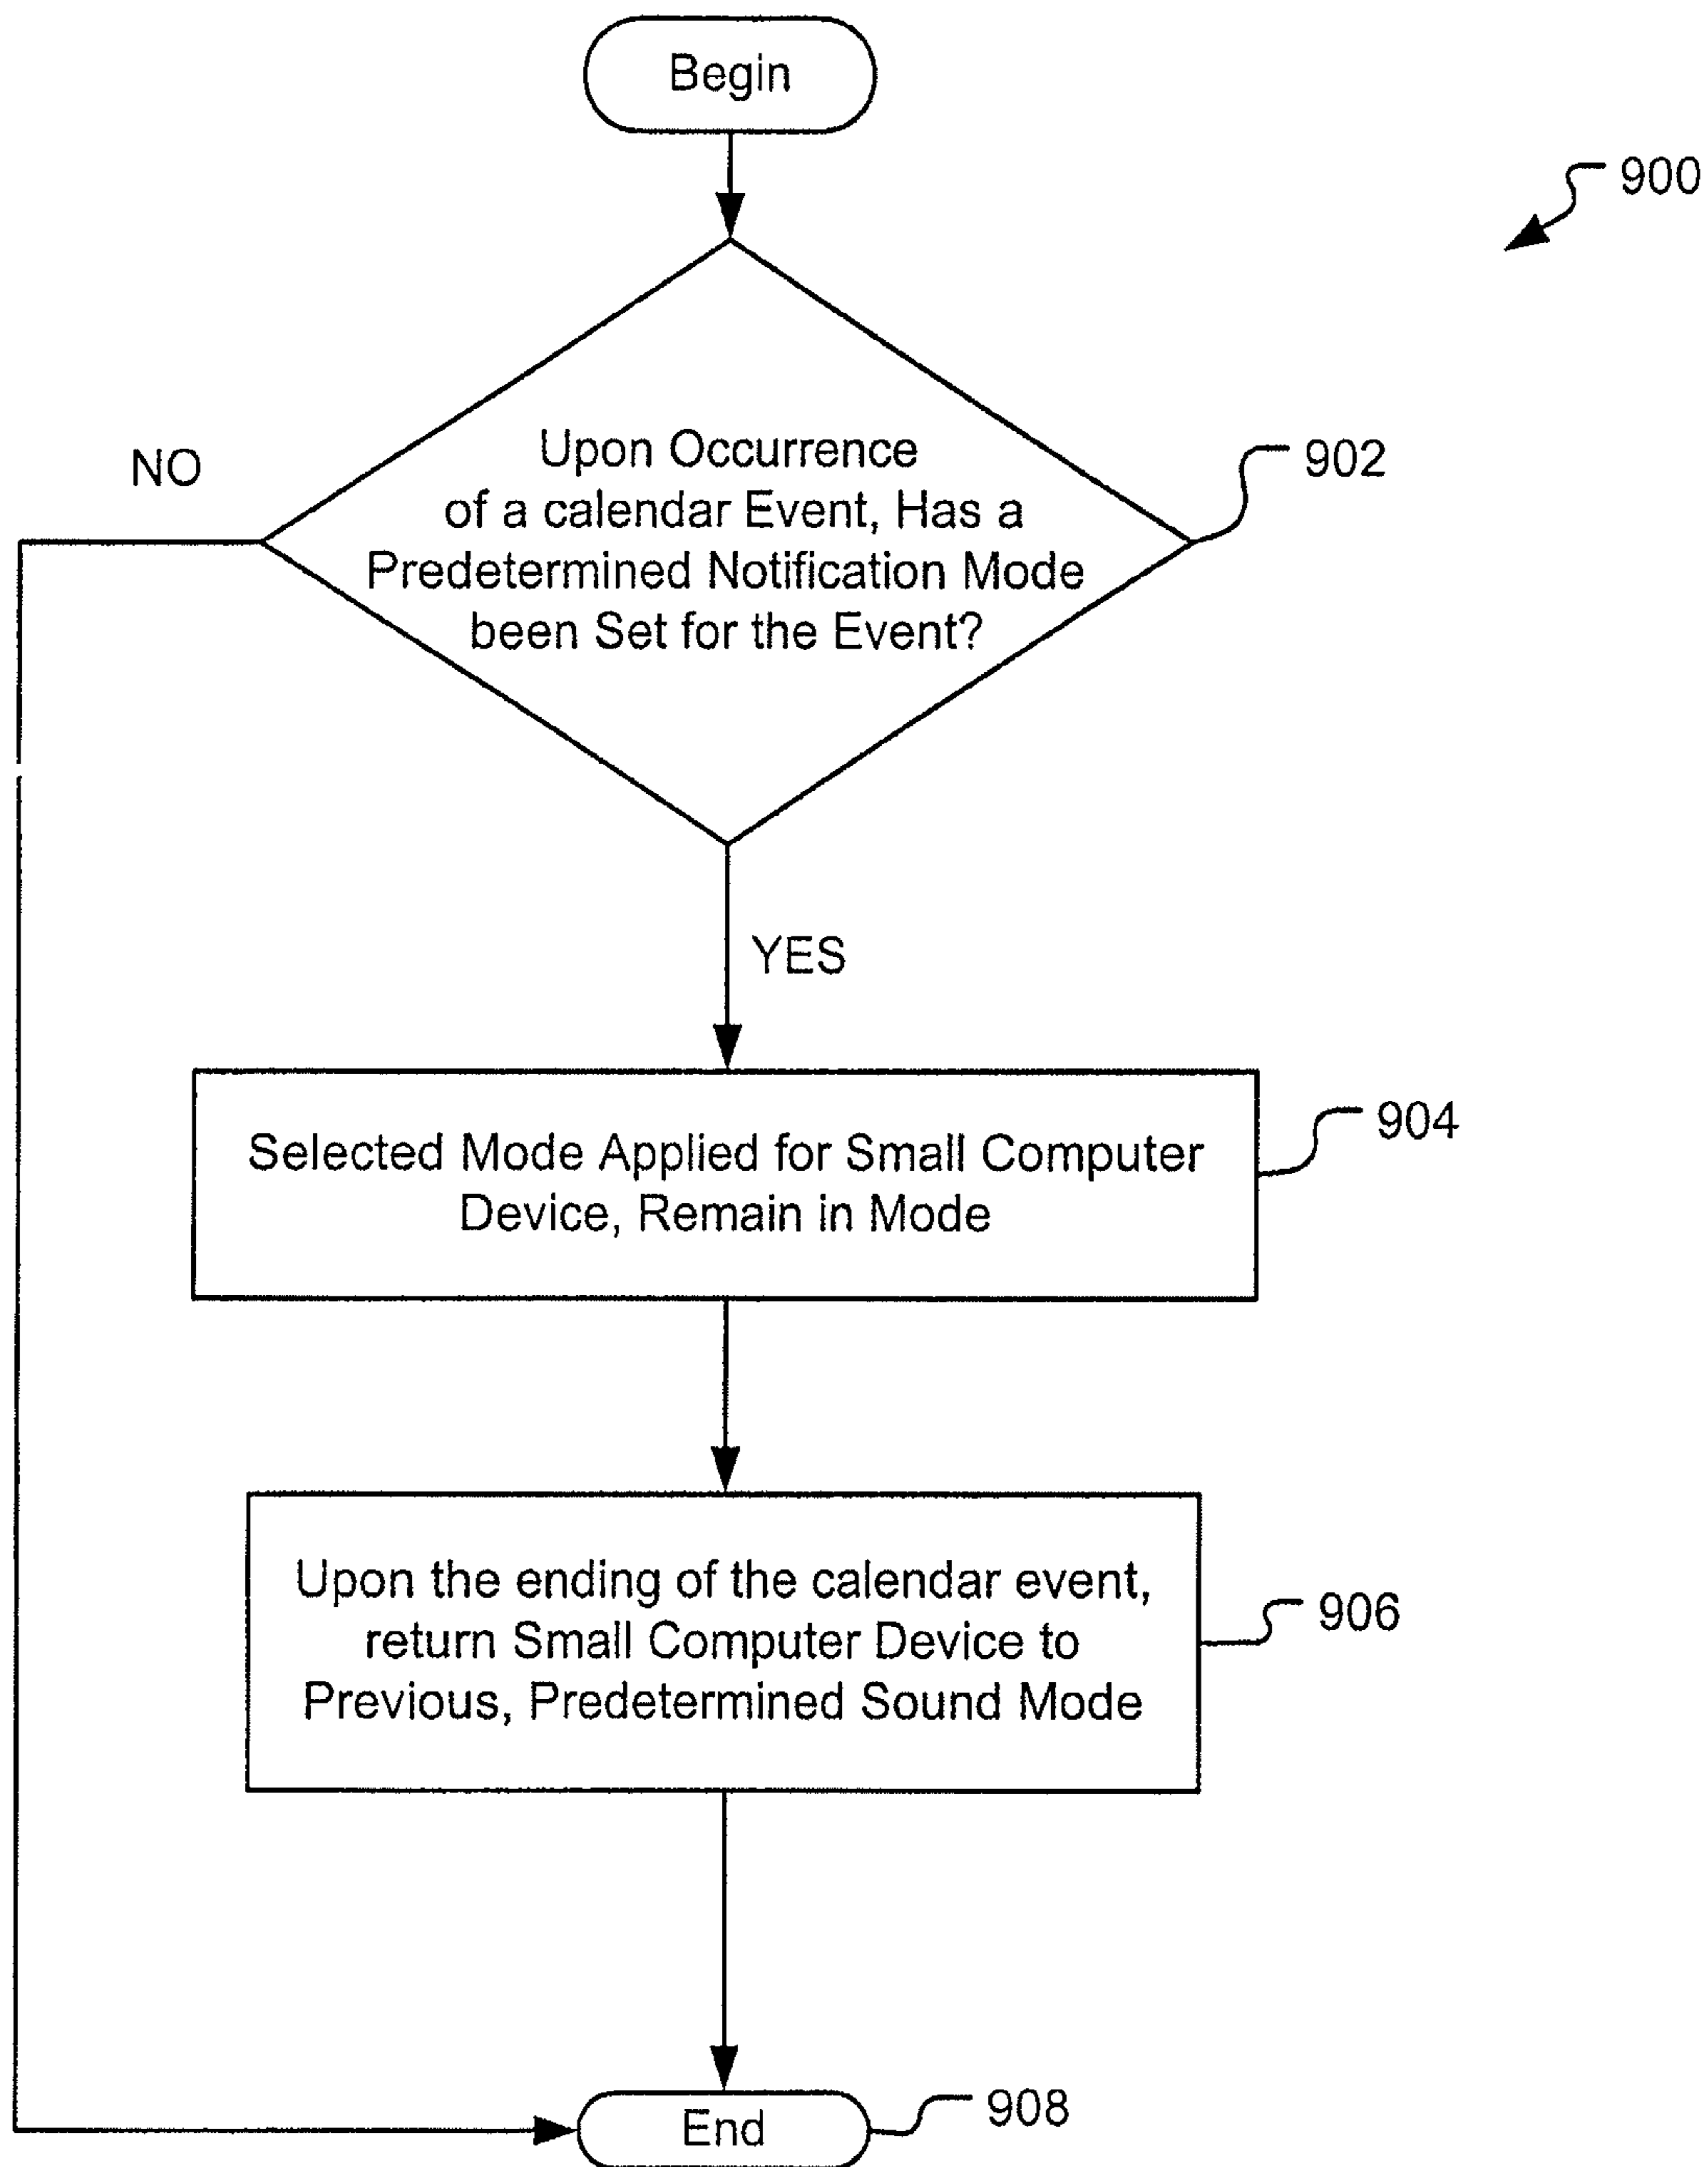 Begin
900
Upon Occurrence
of a calendar Event, Has a
Predetermined Notification Mode
been Set for the Event?
902
NO
YES
Selected Mode Applied for Small Computer
Device, Remain in Mode
904
Upon the ending of the calendar event,
return Small Computer Device to
Previous, Predetermined Sound Mode
906
End
908